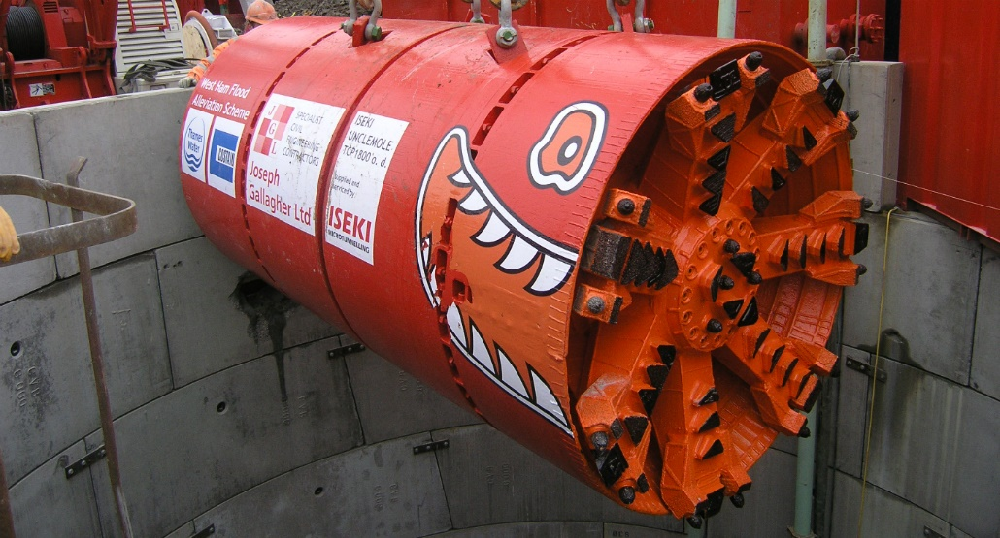 West Ham Flood
Alleviation Scheme
Thames
Water
COSTAIN
J
G
SPECIALIST
CIVIL
ENGINEERING
CONTRACTORS
Joseph
Gallagher Ltd
ISEKI
UNCLEMOLE
TCP1800 o. d.
Supplied and
serviced by:
ISEKI
MICROTUNNELLING